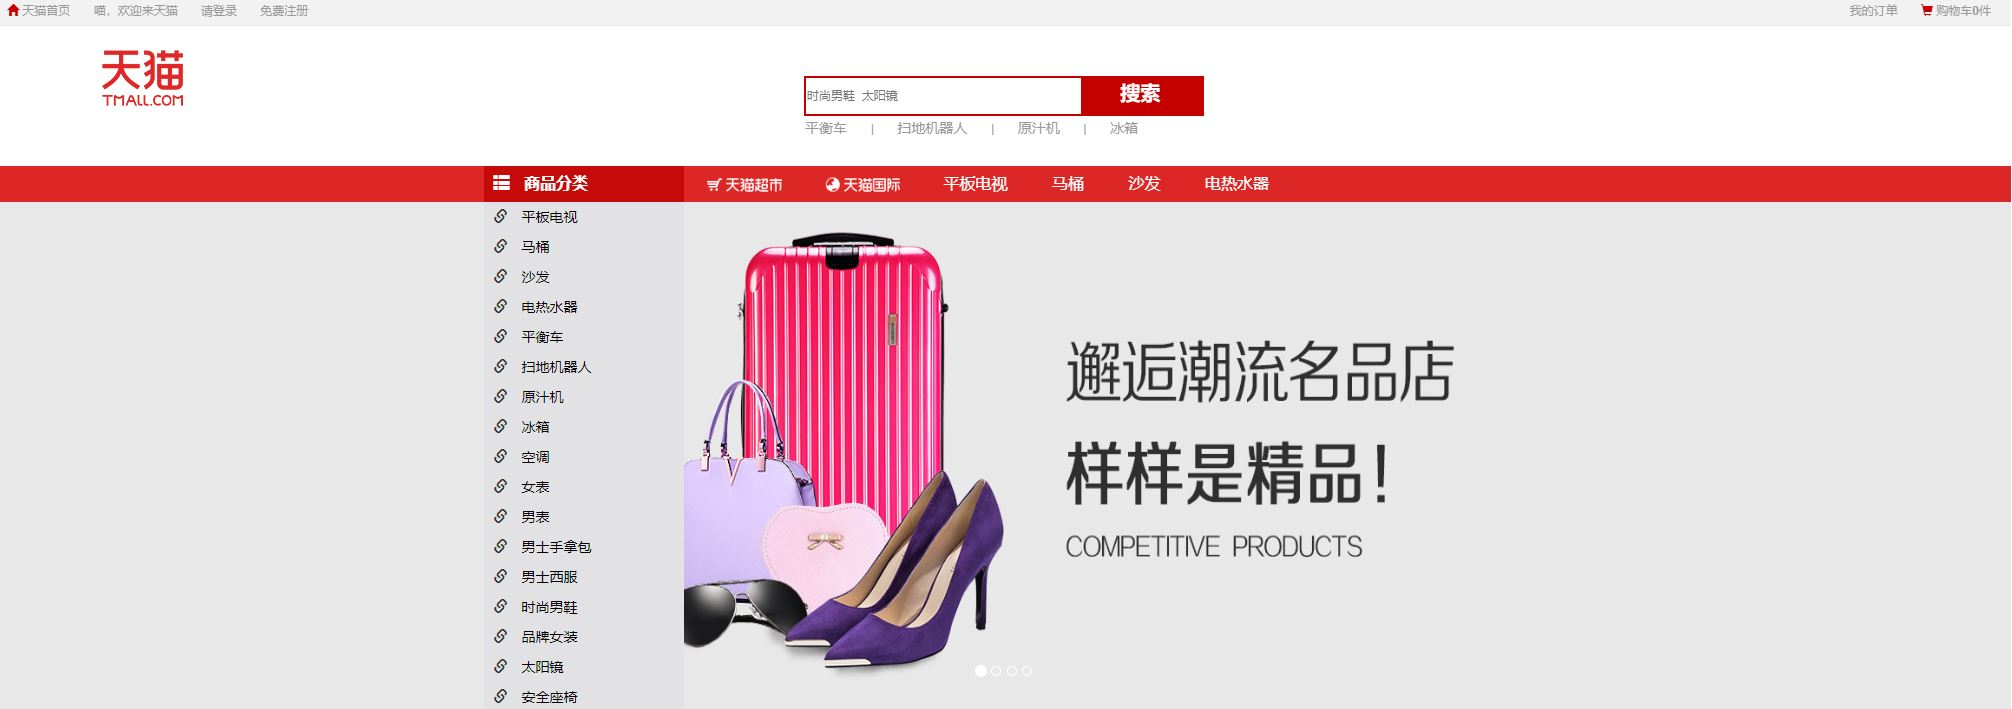 天猫首页 喵，欢迎来天猫 请登录 免费注册 我的订单 购物车0件
天猫
TMALL.COM
时尚男鞋 太阳镜 搜索
平衡车 | 扫地机器人 | 原汁机 | 冰箱
商品分类 天猫超市 天猫国际 平板电视 马桶 沙发 电热水器
平板电视
马桶
沙发
电热水器
平衡车
扫地机器人
原汁机
冰箱
空调
女表
男表
男士手拿包
男士西服
时尚男鞋
品牌女装
太阳镜
安全座椅
邂逅潮流名品店
样样是精品！
COMPETITIVE PRODUCTS